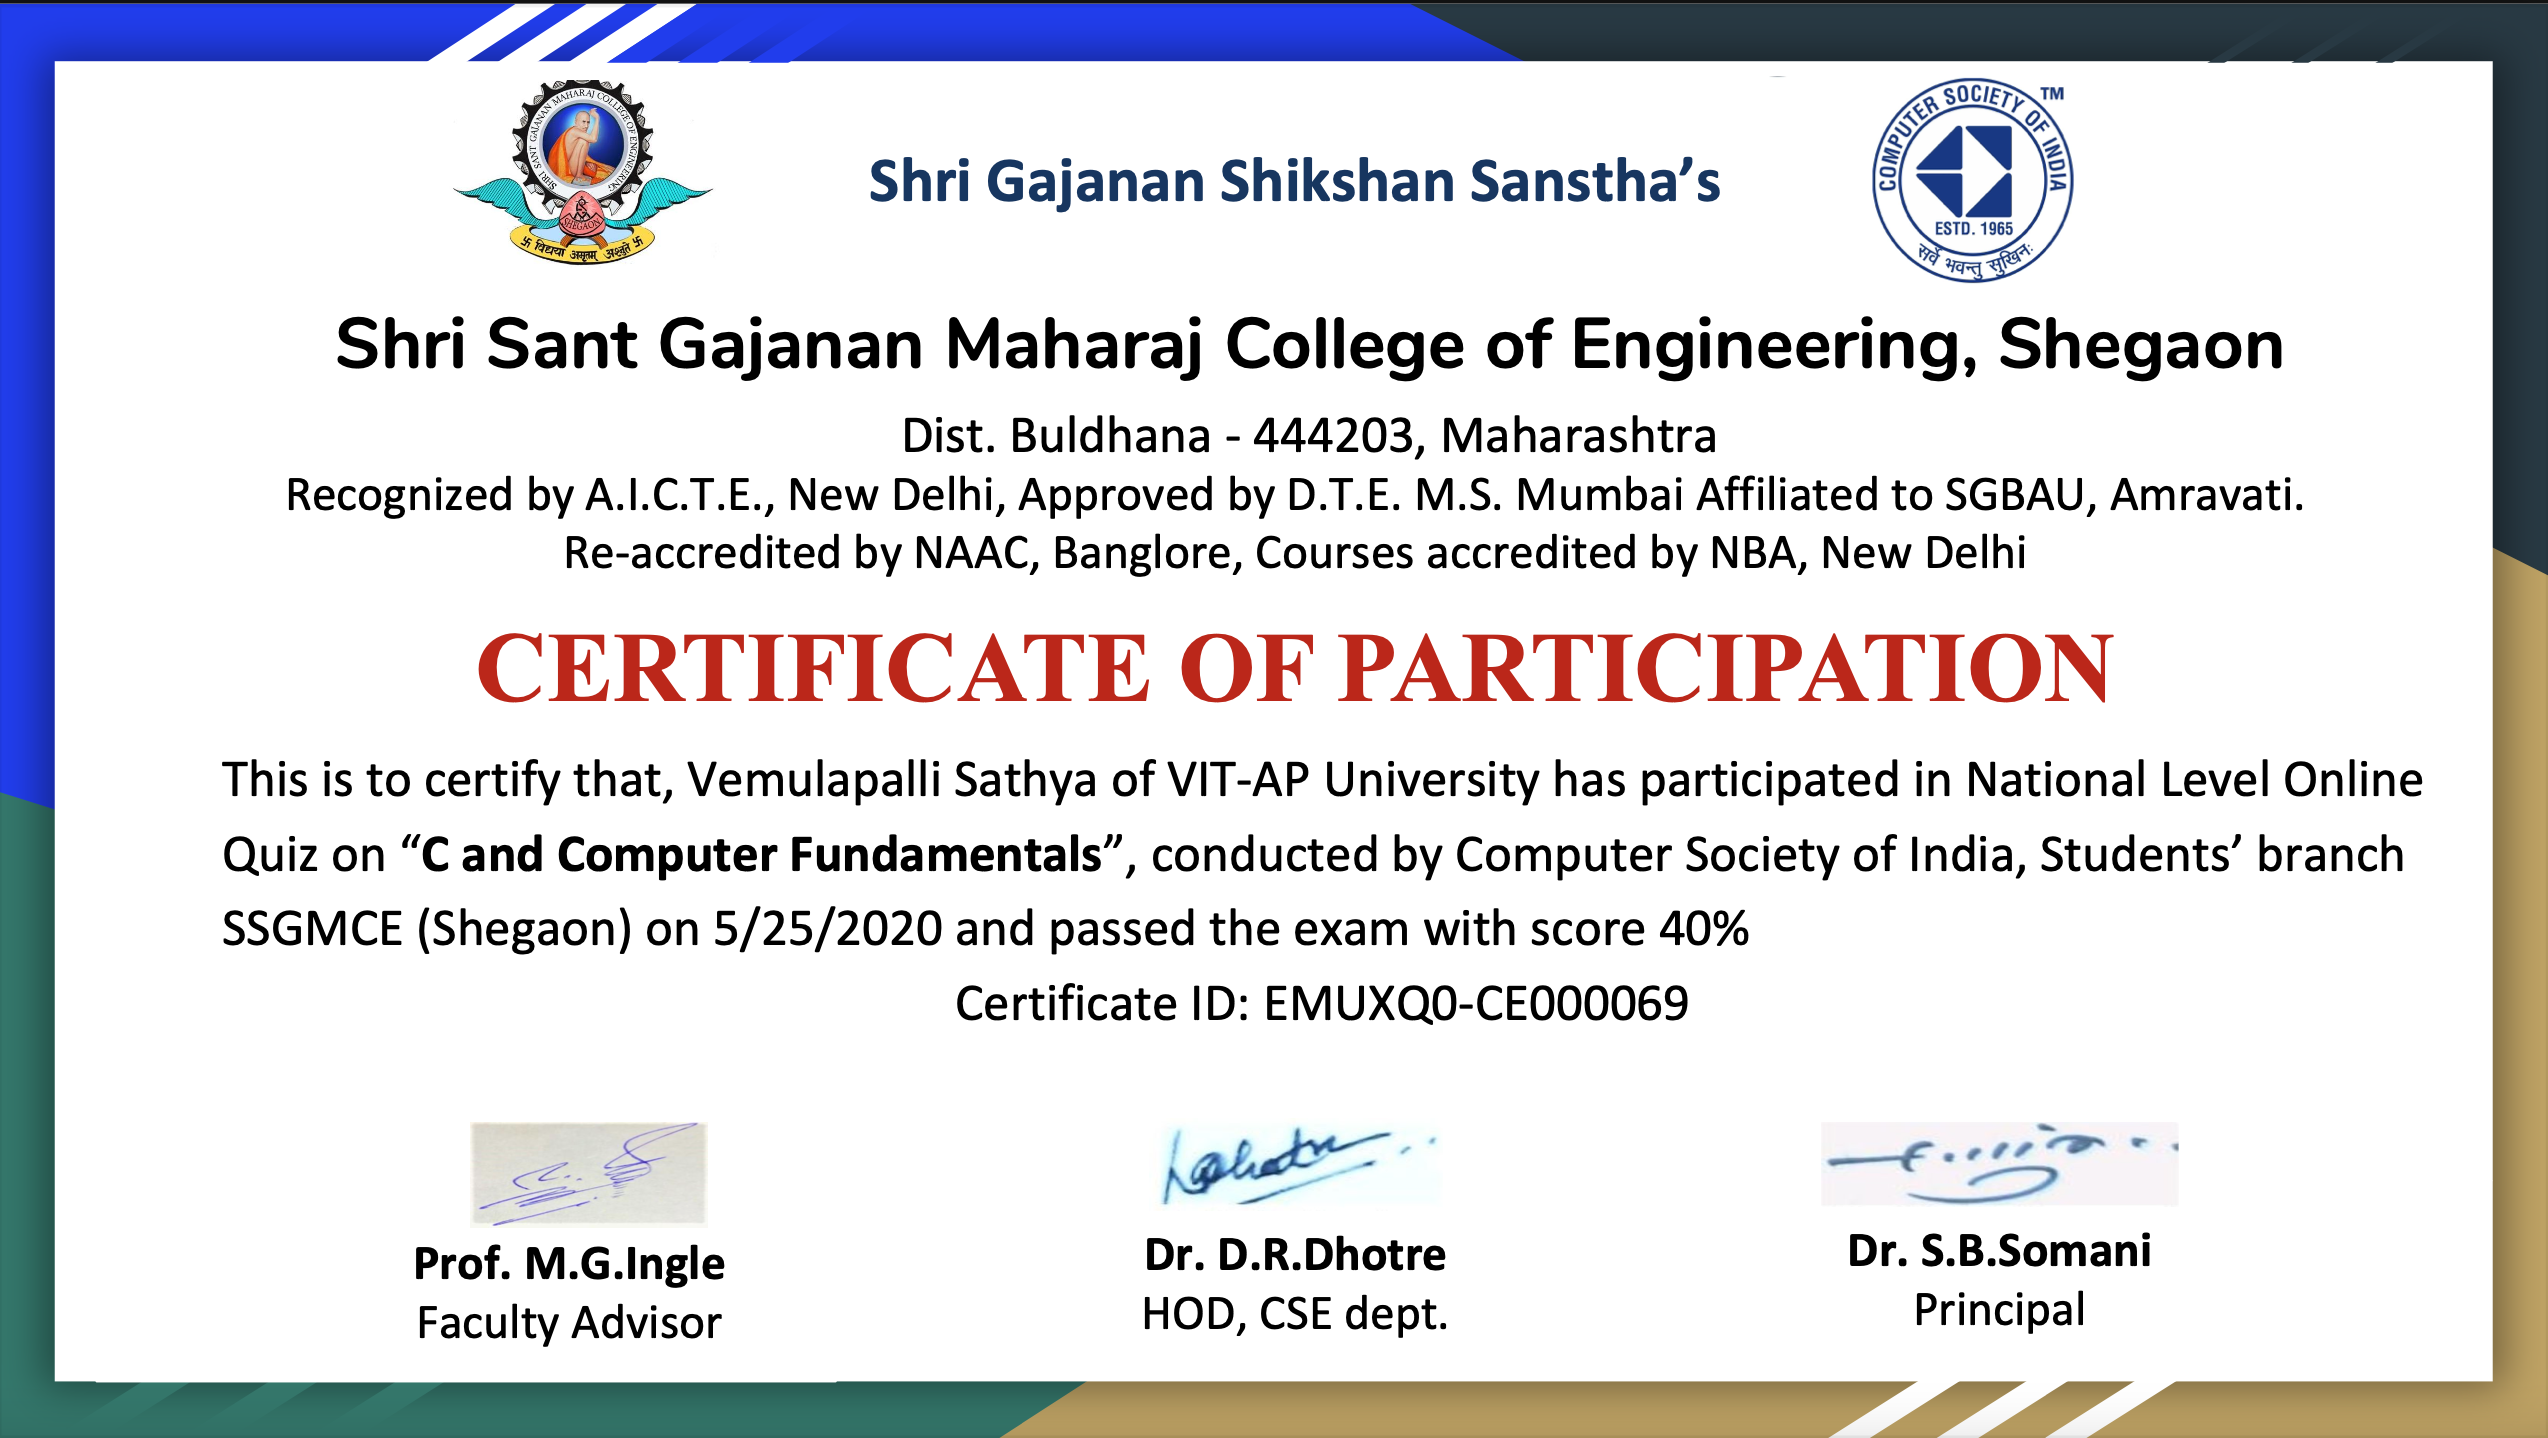 SHRI SANT GAJANAN MAHARAJ COLLEGE OF ENGINEERING
SHEGAON
卐 विद्यया अमृतम् अश्नुते 卐
Shri Gajanan Shikshan Sanstha’s
COMPUTER SOCIETY OF INDIA TM
ESTD. 1965
सर्वे भवन्तु सुखिनः
Shri Sant Gajanan Maharaj College of Engineering, Shegaon
Dist. Buldhana - 444203, Maharashtra
Recognized by A.I.C.T.E., New Delhi, Approved by D.T.E. M.S. Mumbai Affiliated to SGBAU, Amravati.
Re-accredited by NAAC, Banglore, Courses accredited by NBA, New Delhi
CERTIFICATE OF PARTICIPATION
This is to certify that, Vemulapalli Sathya of VIT-AP University has participated in National Level Online
Quiz on “C and Computer Fundamentals”, conducted by Computer Society of India, Students’ branch
SSGMCE (Shegaon) on 5/25/2020 and passed the exam with score 40%
Certificate ID: EMUXQ0-CE000069
Prof. M.G.Ingle
Faculty Advisor
Dr. D.R.Dhotre
HOD, CSE dept.
Dr. S.B.Somani
Principal